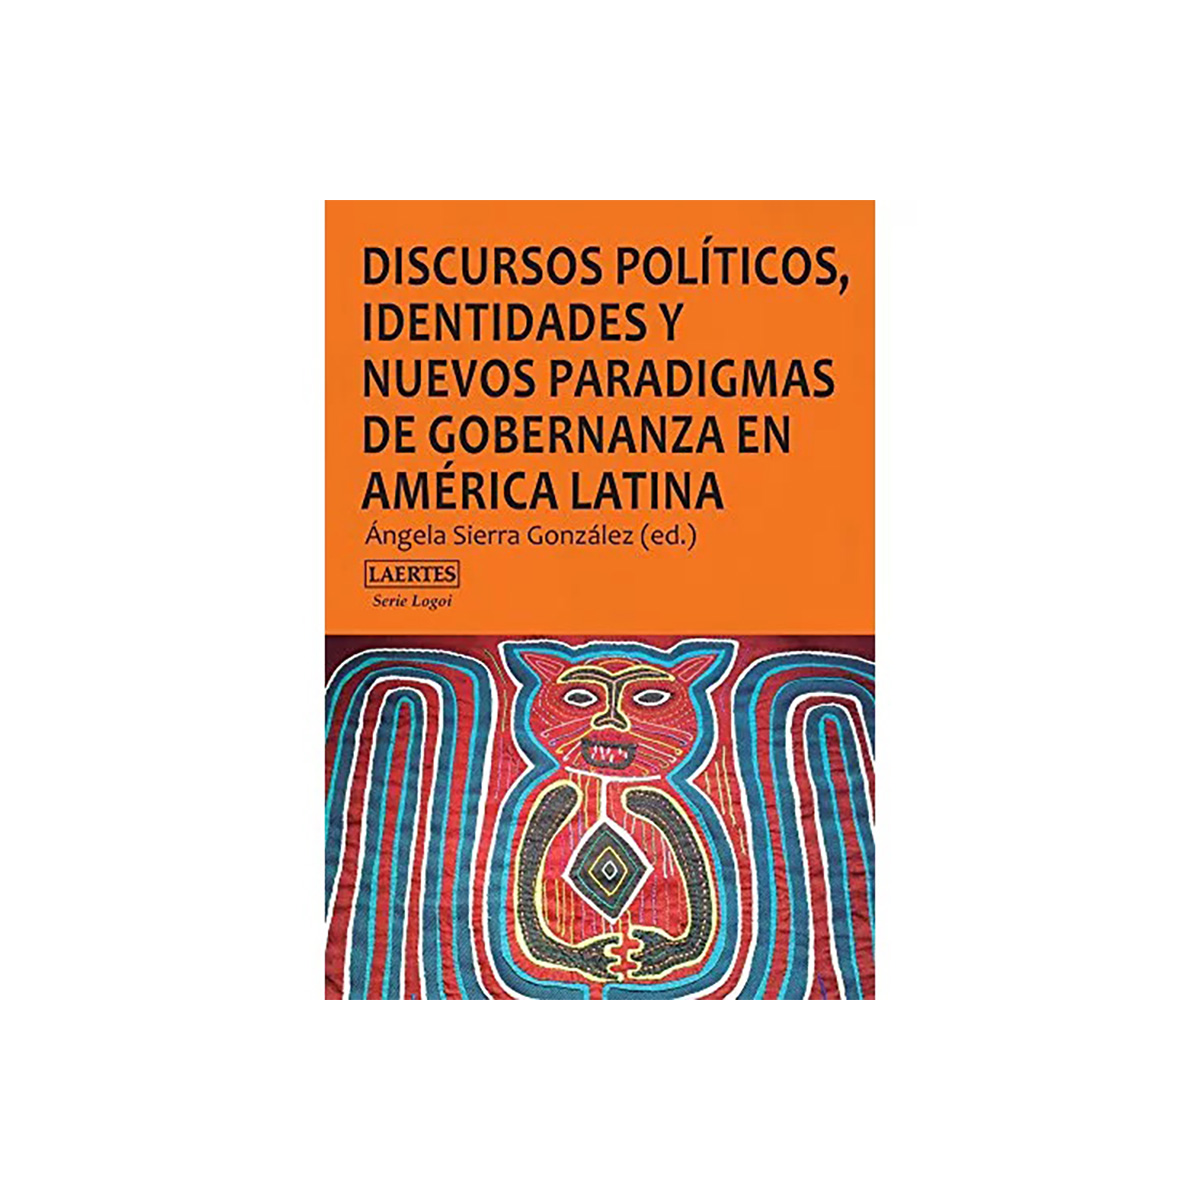 DISCURSOS POLÍTICOS,
IDENTIDADES Y
NUEVOS PARADIGMAS
DE GOBERNANZA EN
AMÉRICA LATINA
Ángela Sierra González (ed.)
LAERTES
Serie Logoi